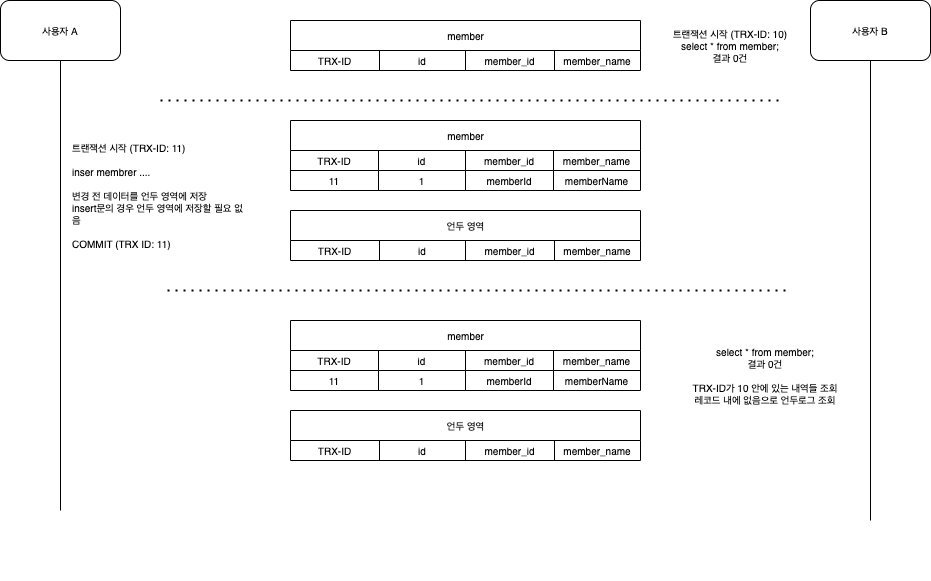 사용자 A
member
TRX-ID id member_id member_name
트랜잭션 시작 (TRX-ID: 10)
select * from member;
결과 0건
사용자 B
트랜잭션 시작 (TRX-ID: 11)
inser membrer ....
변경 전 데이터를 언두 영역에 저장
insert문의 경우 언두 영역에 저장할 필요 없
음
COMMIT (TRX ID: 11)
member
TRX-ID id member_id member_name
11 1 memberId memberName
언두 영역
TRX-ID id member_id member_name
member
TRX-ID id member_id member_name
11 1 memberId memberName
언두 영역
TRX-ID id member_id member_name
select * from member;
결과 0건
TRX-ID가 10 안에 있는 내역들 조회
레코드 내에 없음으로 언두로그 조회